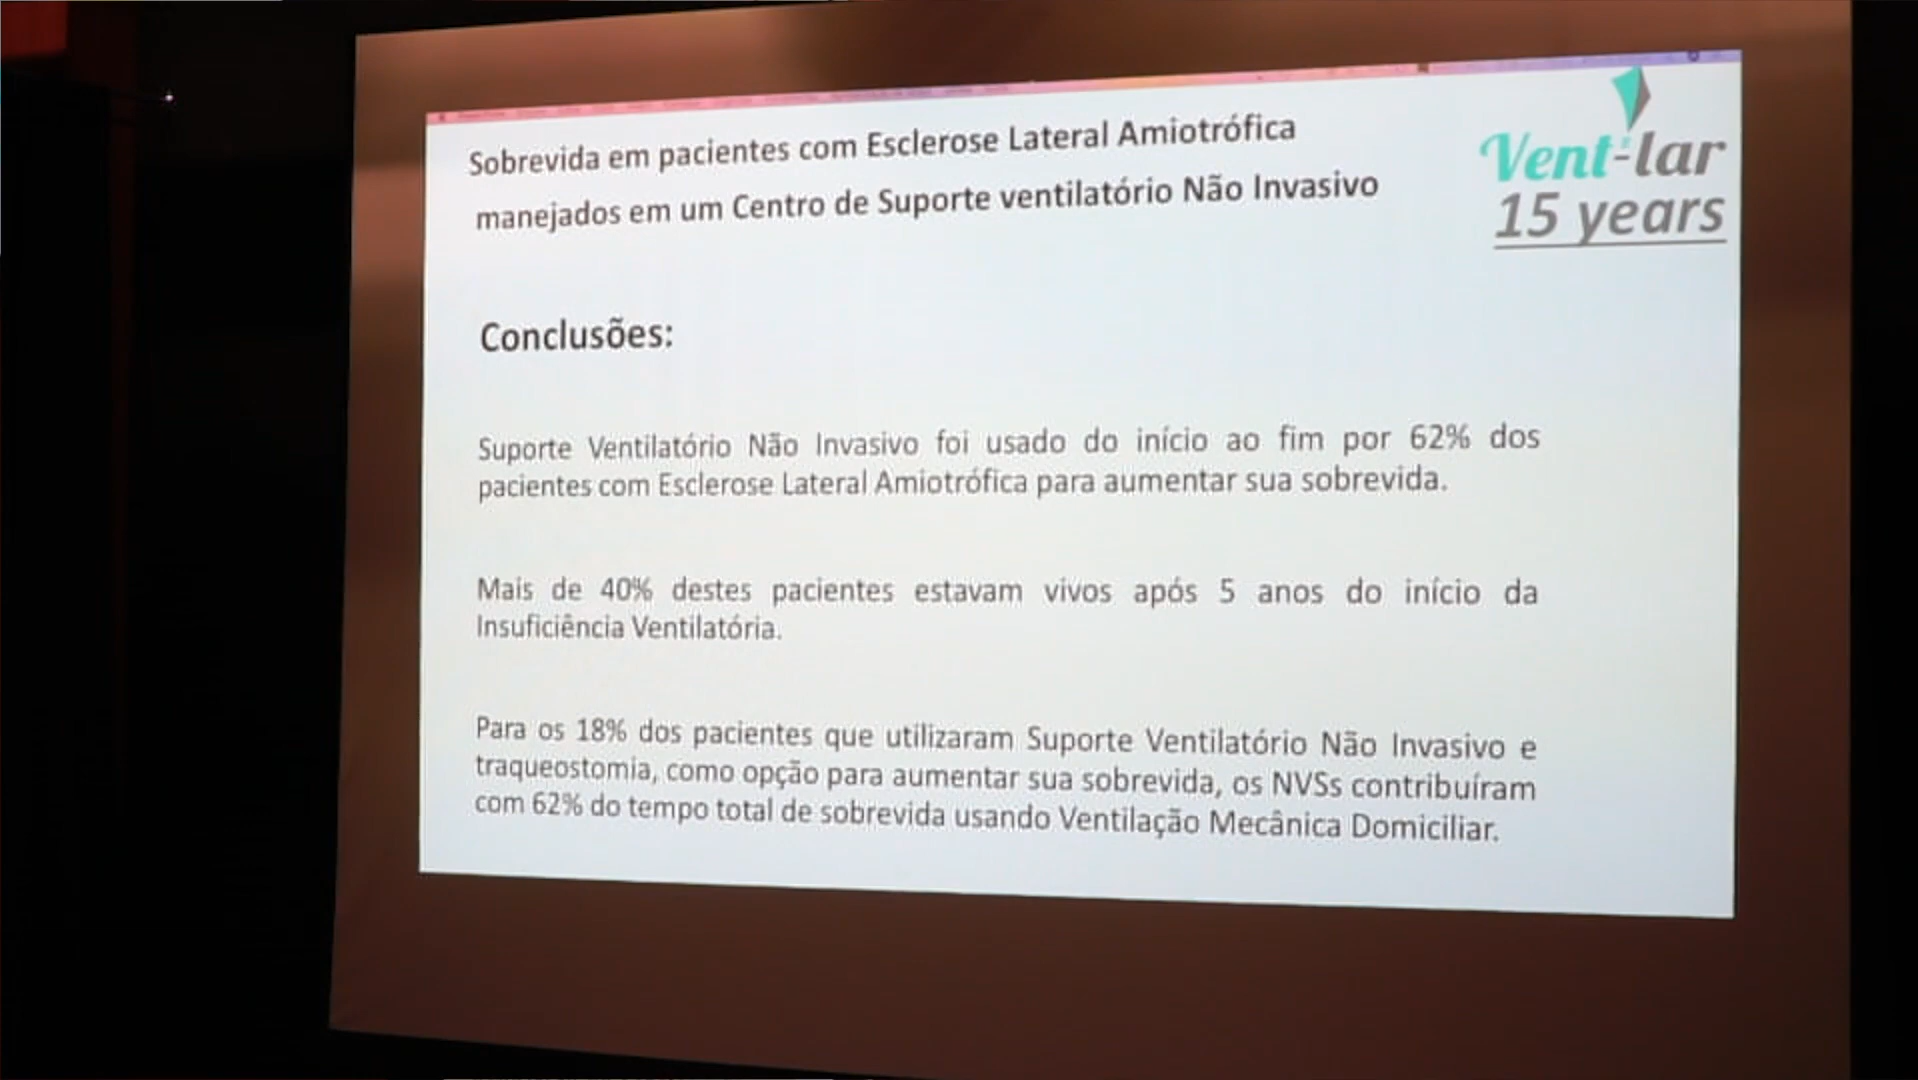 Sobrevida em pacientes com Esclerose Lateral Amiotrófica
manejados em um Centro de Suporte ventilatório Não Invasivo
Vent-lar
15 years
Conclusões:
Suporte Ventilatório Não Invasivo foi usado do início ao fim por 62% dos
pacientes com Esclerose Lateral Amiotrófica para aumentar sua sobrevida.
Mais de 40% destes pacientes estavam vivos após 5 anos do início da
Insuficiência Ventilatória.
Para os 18% dos pacientes que utilizaram Suporte Ventilatório Não Invasivo e
traqueostomia, como opção para aumentar sua sobrevida, os NVSs contribuíram
com 62% do tempo total de sobrevida usando Ventilação Mecânica Domiciliar.